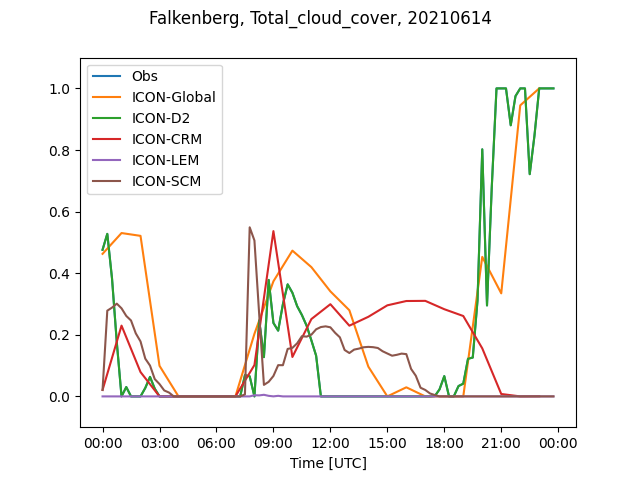 Falkenberg, Total_cloud_cover, 20210614
Obs
ICON-Global
ICON-D2
ICON-CRM
ICON-LEM
ICON-SCM
1.0
0.8
0.6
0.4
0.2
0.0
00:00 03:00 06:00 09:00 12:00 15:00 18:00 21:00 00:00
Time [UTC]